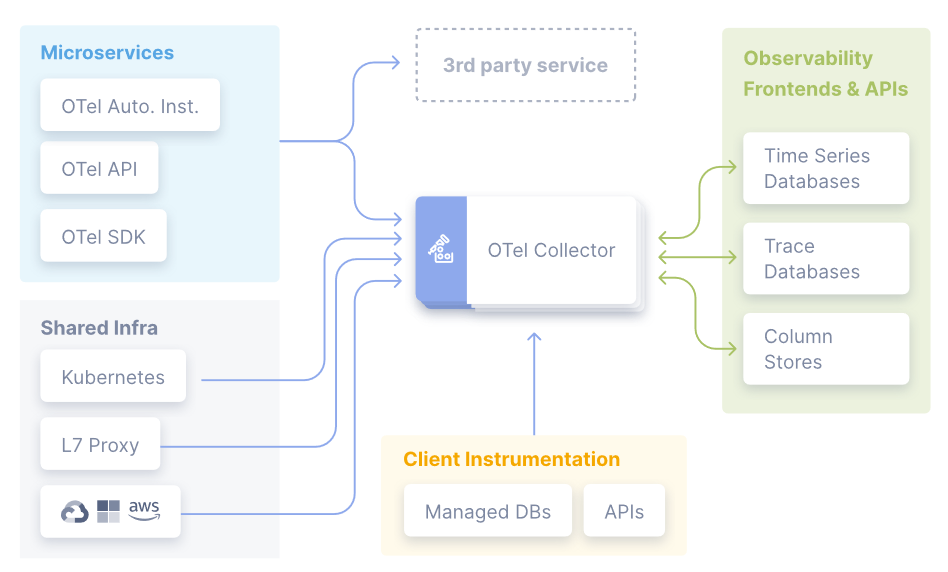 Microservices
OTel Auto. Inst.
OTel API
OTel SDK
Shared Infra
Kubernetes
L7 Proxy
aws
3rd party service
OTel Collector
Client Instrumentation
Managed DBs
APIs
Observability
Frontends & APIs
Time Series
Databases
Trace
Databases
Column
Stores